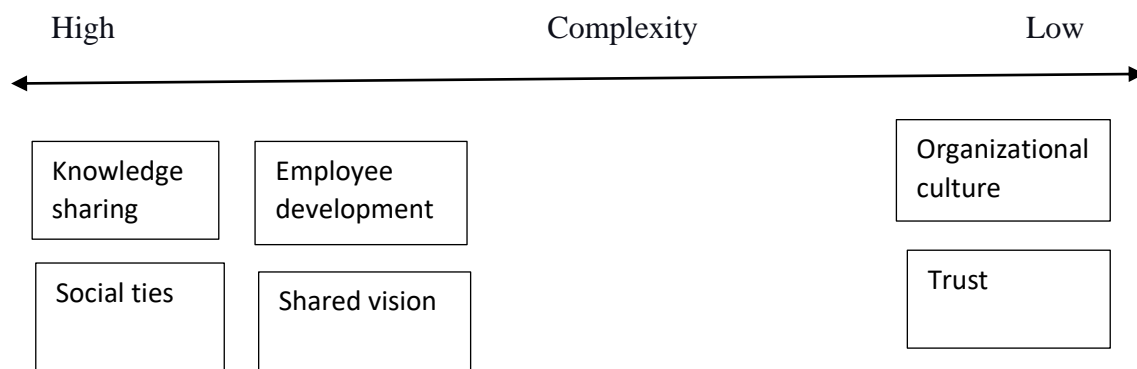 High Complexity Low
Knowledge
sharing
Employee
development
Organizational
culture
Social ties
Shared vision
Trust